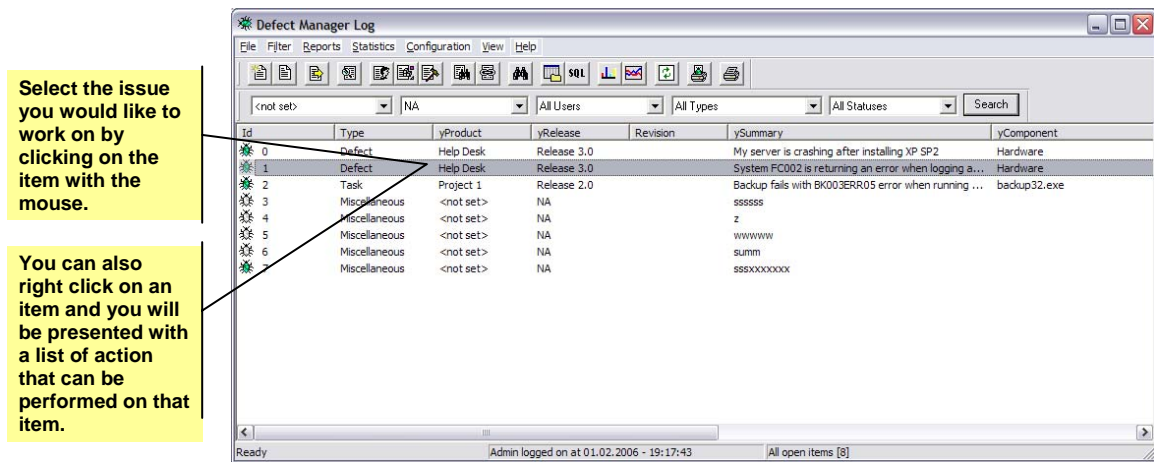 Select the issue
you would like to
work on by
clicking on the
item with the
mouse.
You can also
right click on an
item and you will
be presented with
a list of action
that can be
performed on that
item.
Defect Manager Log
File Filter Reports Statistics Configuration View Help
SQL
<not set> NA All Users All Types All Statuses Search
Id Type yProduct yRelease Revision ySummary yComponent
0 Defect Help Desk Release 3.0 My server is crashing after installing XP SP2 Hardware
1 Defect Help Desk Release 3.0 System FC002 is returning an error when logging a... Hardware
2 Task Project 1 Release 2.0 Backup fails with BK003ERR05 error when running ... backup32.exe
3 Miscellaneous <not set> NA ssssss
4 Miscellaneous <not set> NA z
5 Miscellaneous <not set> NA wwwww
6 Miscellaneous <not set> NA summ
7 Miscellaneous <not set> NA sssxxxxxxx
Ready Admin logged on at 01.02.2006 - 19:17:43 All open items [8]